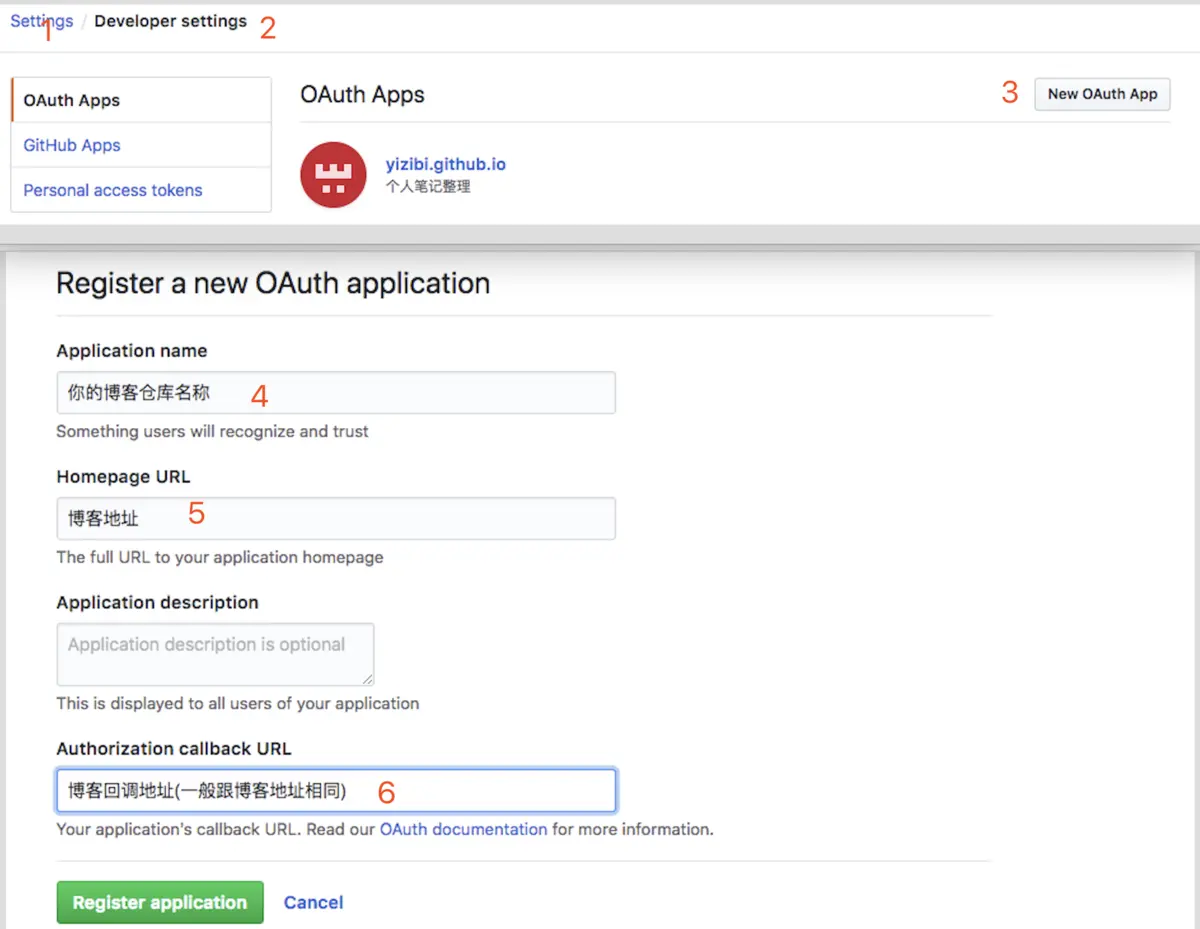 Settings / Developer settings
1 2
OAuth Apps
GitHub Apps
Personal access tokens
OAuth Apps
3 New OAuth App
yizibi.github.io
个人笔记整理
Register a new OAuth application
Application name
你的博客仓库名称 4
Something users will recognize and trust
Homepage URL
博客地址 5
The full URL to your application homepage
Application description
Application description is optional
This is displayed to all users of your application
Authorization callback URL
博客回调地址(一般跟博客地址相同) 6
Your application's callback URL. Read our OAuth documentation for more information.
Register application Cancel